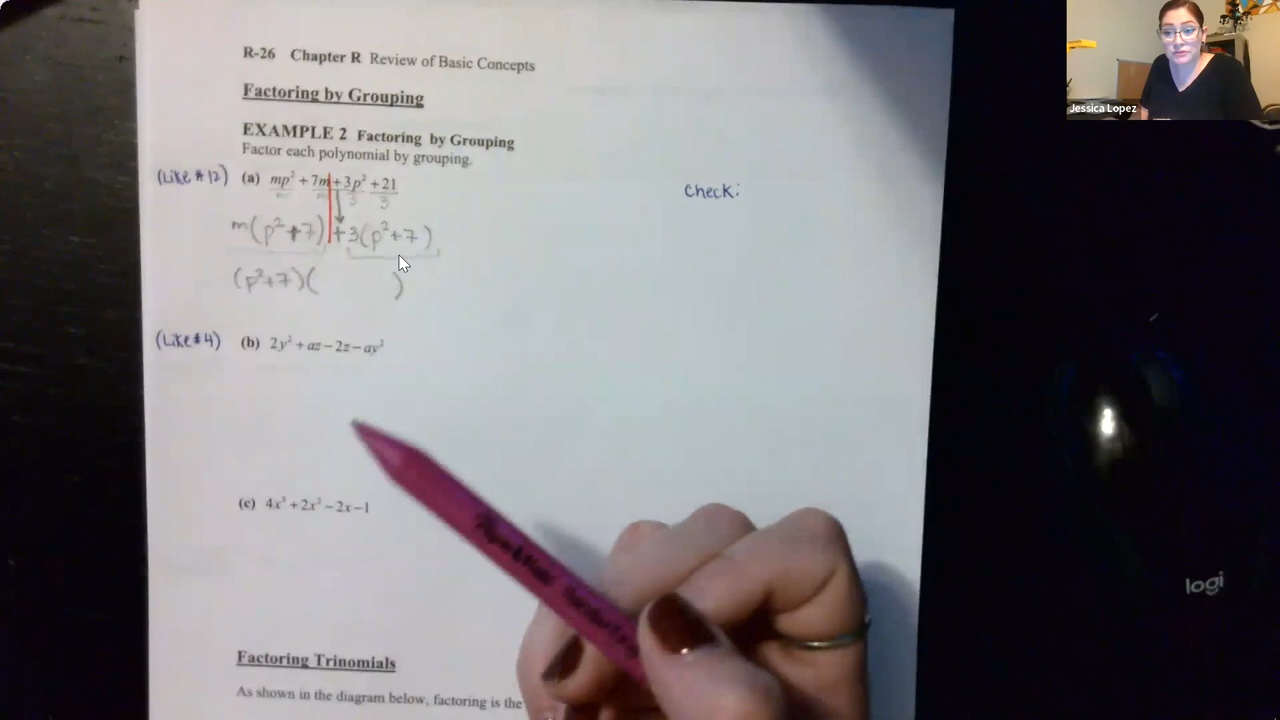 R-26 Chapter R Review of Basic Concepts
Factoring by Grouping
EXAMPLE 2 Factoring by Grouping
Factor each polynomial by grouping.
(Like #12) (a) mp² + 7m + 3p² + 21
m m 3 3
m(p² + 7) + 3(p² + 7)
(p² + 7)( )
check:
(Like #4) (b) 2y² + az − 2z − ay²
(c) 4x³ + 2x² − 2x − 1
Factoring Trinomials
As shown in the diagram below, factoring is the
Jessica Lopez
logi